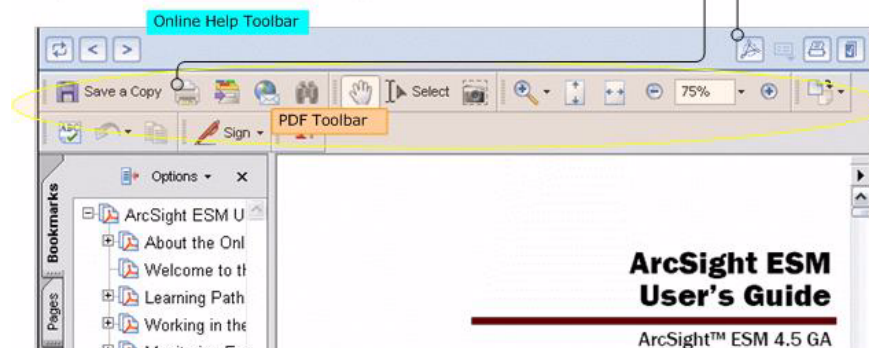 Online Help Toolbar
Save a Copy
Select
75%
ABC
Sign
PDF Toolbar
Options
x
Bookmarks
Pages
ArcSight ESM U
About the Onl
Welcome to th
Learning Path
Working in the
ArcSight ESM
User's Guide
ArcSight™ ESM 4.5 GA